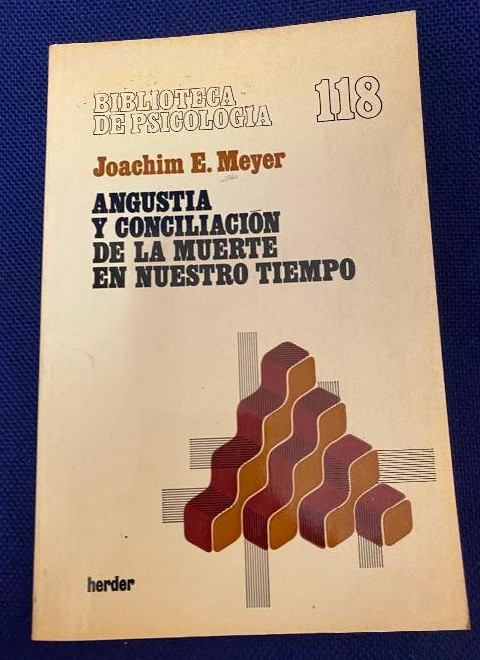 BIBLIOTECA
DE PSICOLOGIA
118
Joachim E. Meyer
ANGUSTIA
Y CONCILIACIÓN
DE LA MUERTE
EN NUESTRO TIEMPO
herder